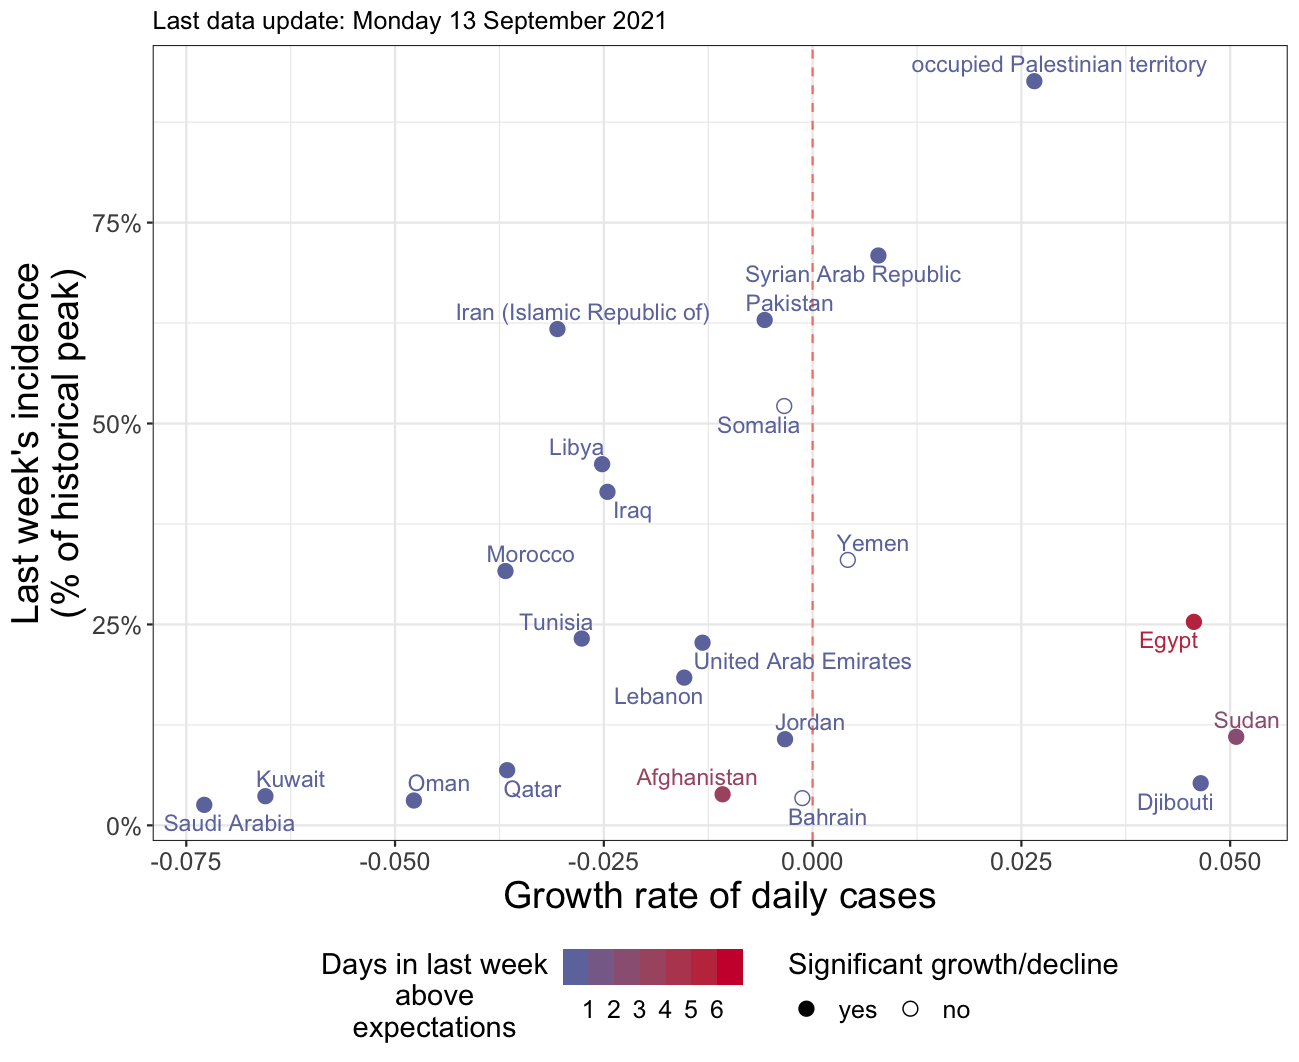 Last data update: Monday 13 September 2021
occupied Palestinian territory
75%
Syrian Arab Republic
Pakistan
Iran (Islamic Republic of)
50%
Somalia
Libya
Iraq
Yemen
Morocco
25%
Tunisia
Egypt
United Arab Emirates
Lebanon
Jordan
Sudan
Afghanistan
Kuwait
Oman
Qatar
Djibouti
Bahrain
Saudi Arabia
0%
Last week's incidence
(% of historical peak)
-0.075 -0.050 -0.025 0.000 0.025 0.050
Growth rate of daily cases
Days in last week
above
expectations
1 2 3 4 5 6
Significant growth/decline
yes no